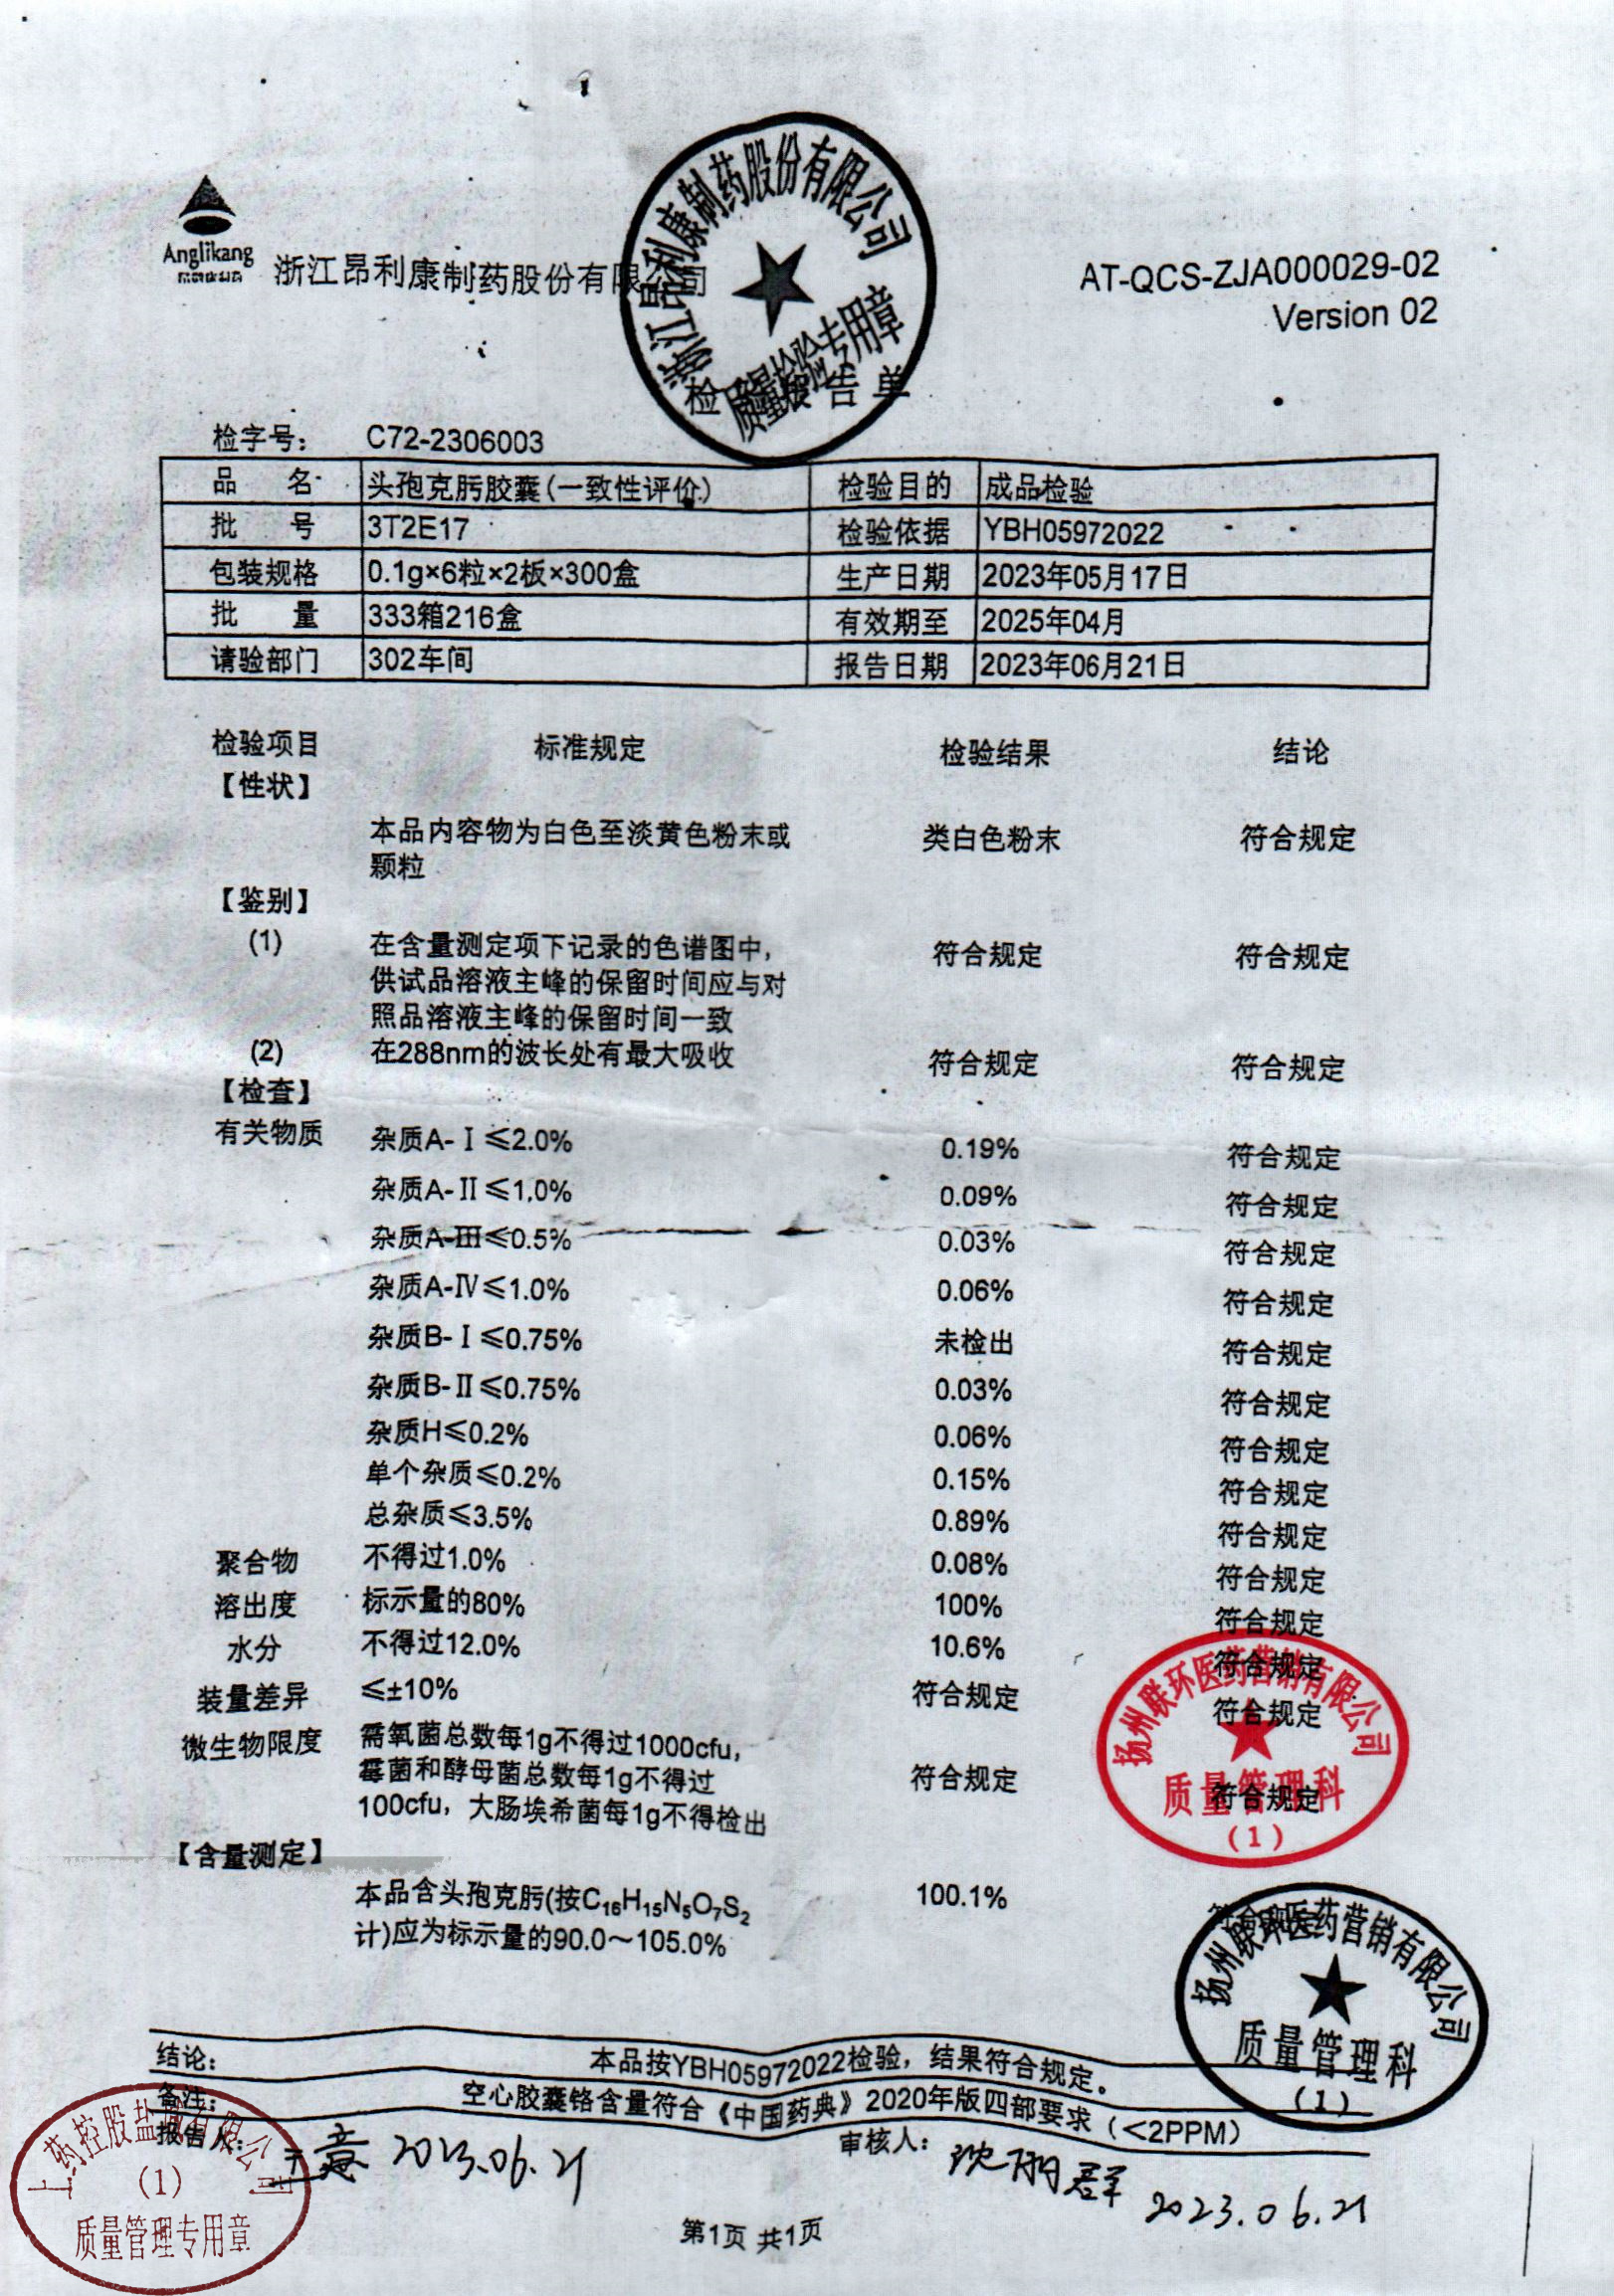 浙江昂利康制药股份有限公司
质量检验专用章
Anglikang
浙江昂利康制药股份有限公司
AT-QCS-ZJA000029-02
Version 02
检 报告单
检字号: C72-2306003
品 名 头孢克肟胶囊(一致性评价) 检验目的 成品检验
批 号 3T2E17 检验依据 YBH05972022
包装规格 0.1g×6粒×2板×300盒 生产日期 2023年05月17日
批 量 333箱216盒 有效期至 2025年04月
请验部门 302车间 报告日期 2023年06月21日
检验项目 标准规定 检验结果 结论
【性状】
本品内容物为白色至淡黄色粉末或 类白色粉末 符合规定
颗粒
【鉴别】
(1) 在含量测定项下记录的色谱图中, 符合规定 符合规定
供试品溶液主峰的保留时间应与对
照品溶液主峰的保留时间一致
(2) 在288nm的波长处有最大吸收 符合规定 符合规定
【检查】
有关物质 杂质A-Ⅰ≤2.0% 0.19% 符合规定
杂质A-Ⅱ≤1.0% 0.09% 符合规定
杂质A-Ⅲ≤0.5% 0.03% 符合规定
杂质A-Ⅳ≤1.0% 0.06% 符合规定
杂质B-Ⅰ≤0.75% 未检出 符合规定
杂质B-Ⅱ≤0.75% 0.03% 符合规定
杂质H≤0.2% 0.06% 符合规定
单个杂质≤0.2% 0.15% 符合规定
总杂质≤3.5% 0.89% 符合规定
聚合物 不得过1.0% 0.08% 符合规定
溶出度 标示量的80% 100% 符合规定
水分 不得过12.0% 10.6% 符合规定
装量差异 ≤±10% 符合规定 符合规定
微生物限度 需氧菌总数每1g不得过1000cfu,
霉菌和酵母菌总数每1g不得过 符合规定 符合规定
100cfu, 大肠埃希菌每1g不得检出
扬州联环医药营销有限公司
质量管理科
(1)
【含量测定】
本品含头孢克肟(按C₁₆H₁₅N₅O₇S₂ 100.1% 符合规定
计)应为标示量的90.0~105.0%
扬州联环医药营销有限公司
质量管理科
(1)
结论: 本品按YBH05972022检验, 结果符合规定。
备注: 空心胶囊铬含量符合《中国药典》2020年版四部要求(<2PPM)
报告人: 意 2023.06.21 审核人: 沈丽群 2023.06.21
上药控股盐城有限公司
(1)
质量管理专用章
第1页 共1页